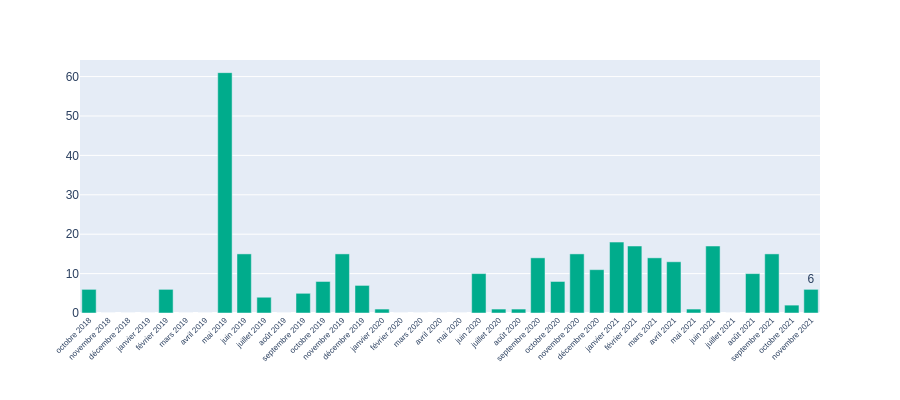 60
50
40
30
20
10
0
6
octobre 2018
novembre 2018
décembre 2018
janvier 2019
février 2019
mars 2019
avril 2019
mai 2019
juin 2019
juillet 2019
août 2019
septembre 2019
octobre 2019
novembre 2019
décembre 2019
janvier 2020
février 2020
mars 2020
avril 2020
mai 2020
juin 2020
juillet 2020
août 2020
septembre 2020
octobre 2020
novembre 2020
décembre 2020
janvier 2021
février 2021
mars 2021
avril 2021
mai 2021
juin 2021
juillet 2021
août 2021
septembre 2021
octobre 2021
novembre 2021